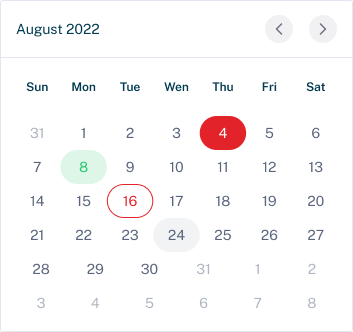 August 2022
Sun Mon Tue Wen Thu Fri Sat
31 1 2 3 4 5 6
7 8 9 10 11 12 13
14 15 16 17 18 19 20
21 22 23 24 25 26 27
28 29 30 31 1 2
3 4 5 6 7 8